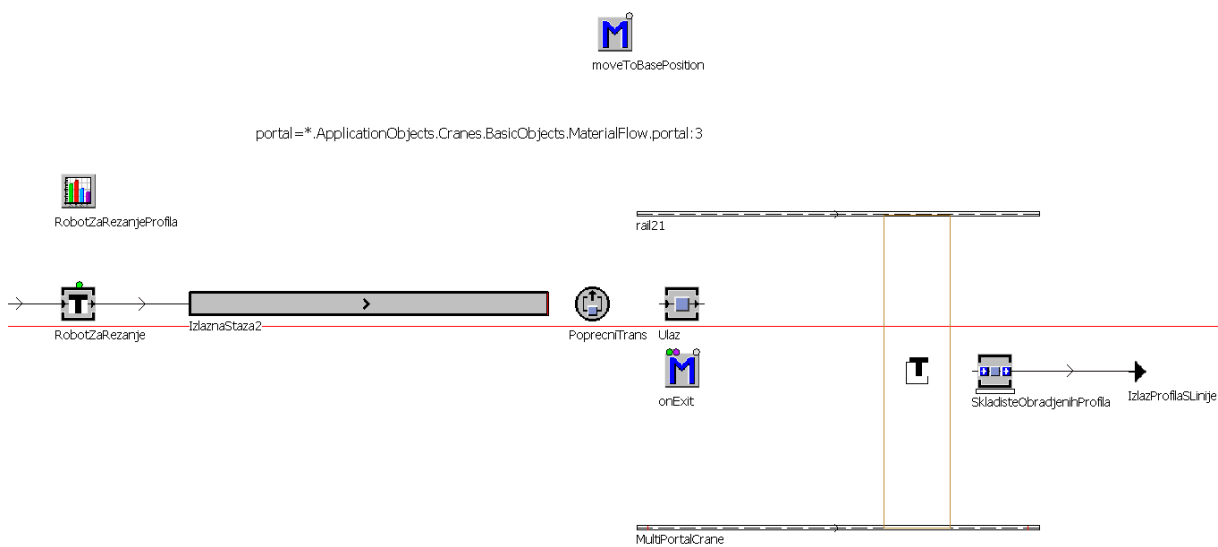 moveToBasePosition
portal=*.ApplicationObjects.Cranes.BasicObjects.MaterialFlow.portal:3
RobotZaRezanjeProfila
rail21
RobotZaRezanje
IzlaznaStaza2
PoprecniTrans
Ulaz
onExit
SkladisteObradjenihProfila
IzlazProfilaSLinije
MultiPortalCrane